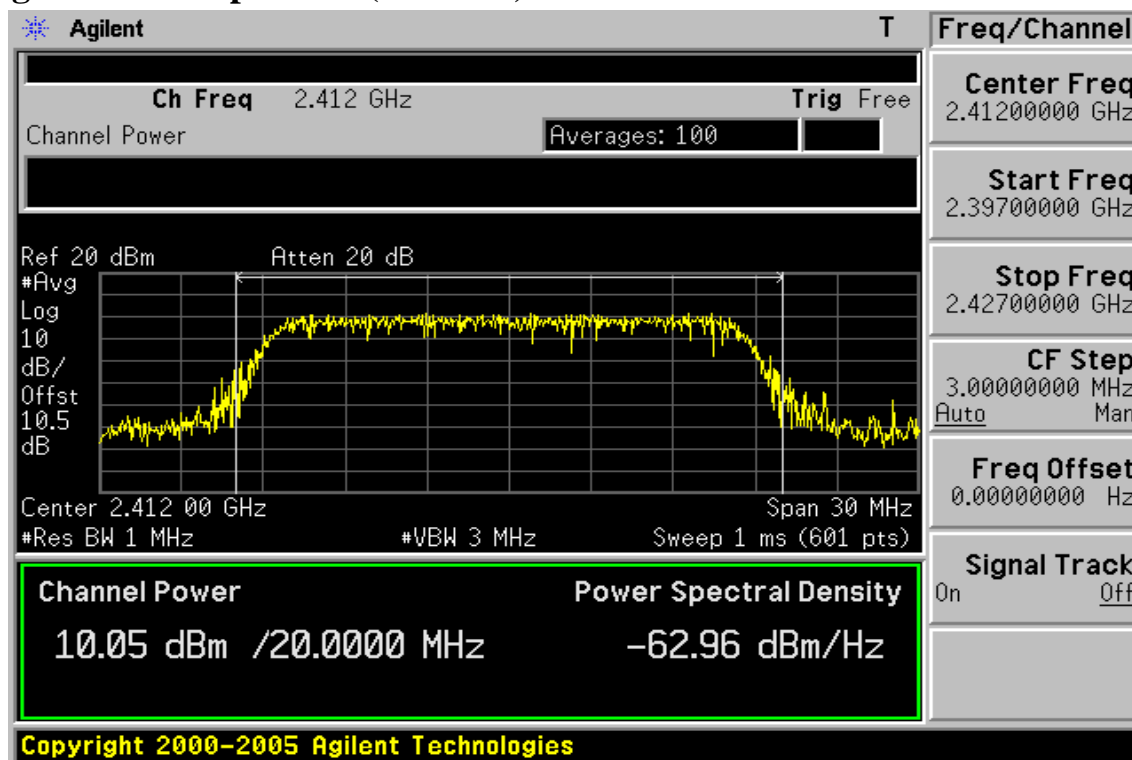 Agilent T Freq/Channel
Ch Freq 2.412 GHz Trig Free
Channel Power Averages: 100
Center Freq
2.41200000 GHz
Start Freq
2.39700000 GHz
Stop Freq
2.42700000 GHz
CF Step
3.00000000 MHz
Auto Man
Freq Offset
0.00000000 Hz
Signal Track
On Off
Ref 20 dBm Atten 20 dB
#Avg
Log
10
dB/
Offst
10.5
dB
Center 2.412 00 GHz Span 30 MHz
#Res BW 1 MHz #VBW 3 MHz Sweep 1 ms (601 pts)
Channel Power Power Spectral Density
10.05 dBm /20.0000 MHz -62.96 dBm/Hz
Copyright 2000-2005 Agilent Technologies